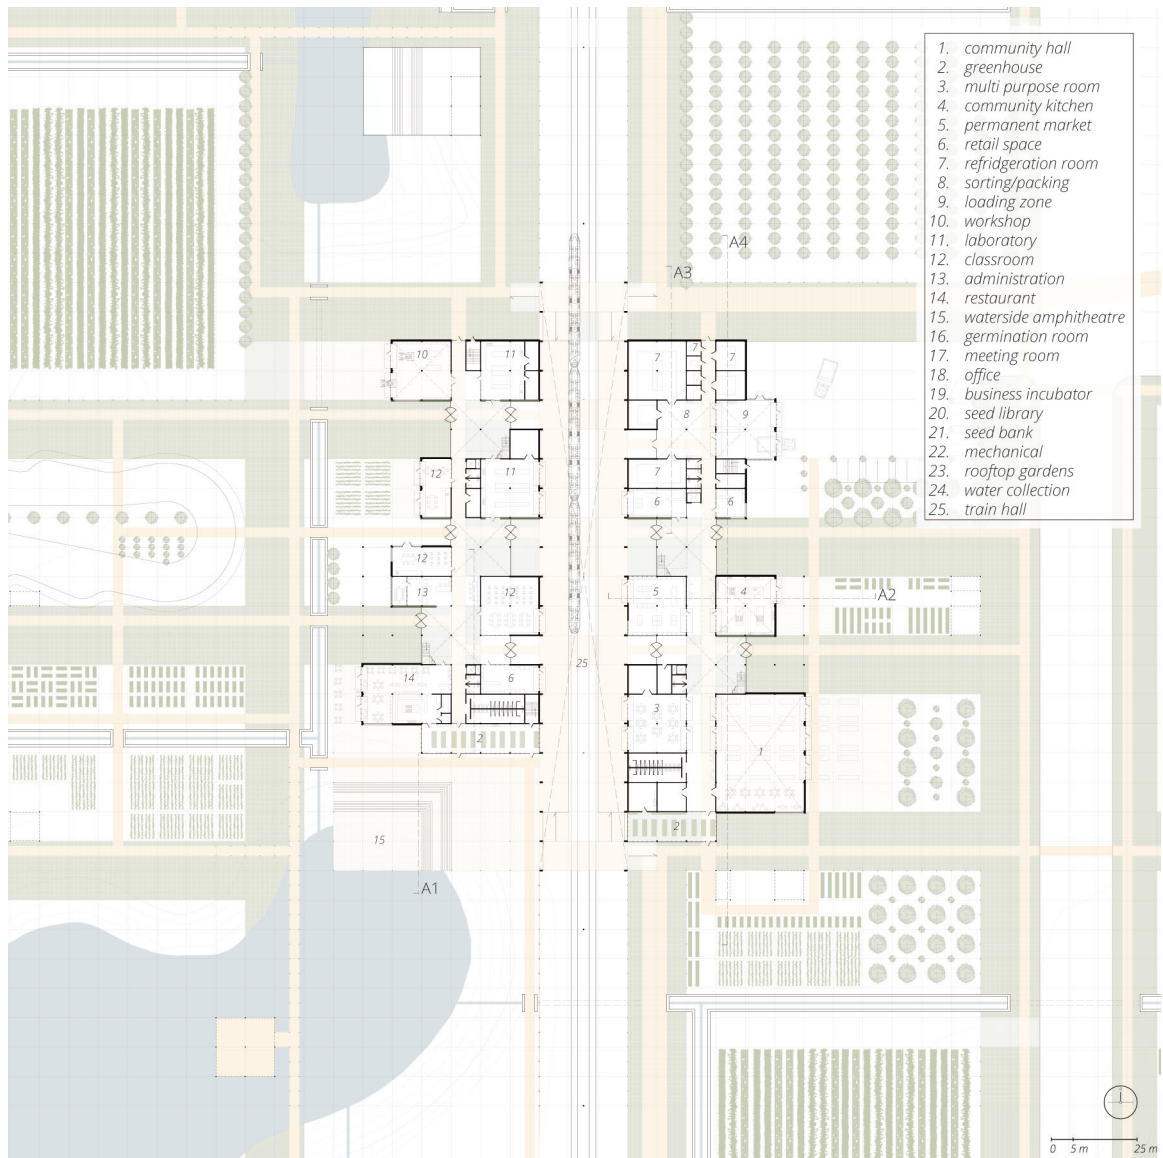 1. community hall
2. greenhouse
3. multi purpose room
4. community kitchen
5. permanent market
6. retail space
7. refridgeration room
8. sorting/packing
9. loading zone
10. workshop
11. laboratory
12. classroom
13. administration
14. restaurant
15. waterside amphitheatre
16. germination room
17. meeting room
18. office
19. business incubator
20. seed library
21. seed bank
22. mechanical
23. rooftop gardens
24. water collection
25. train hall
A4
A3
10 11 7 7 7
8 9
12 11 7
6 6
12
13 12 5 4 A2
25
14 6
3
2 1
2
15
A1
0 5 m 25 m